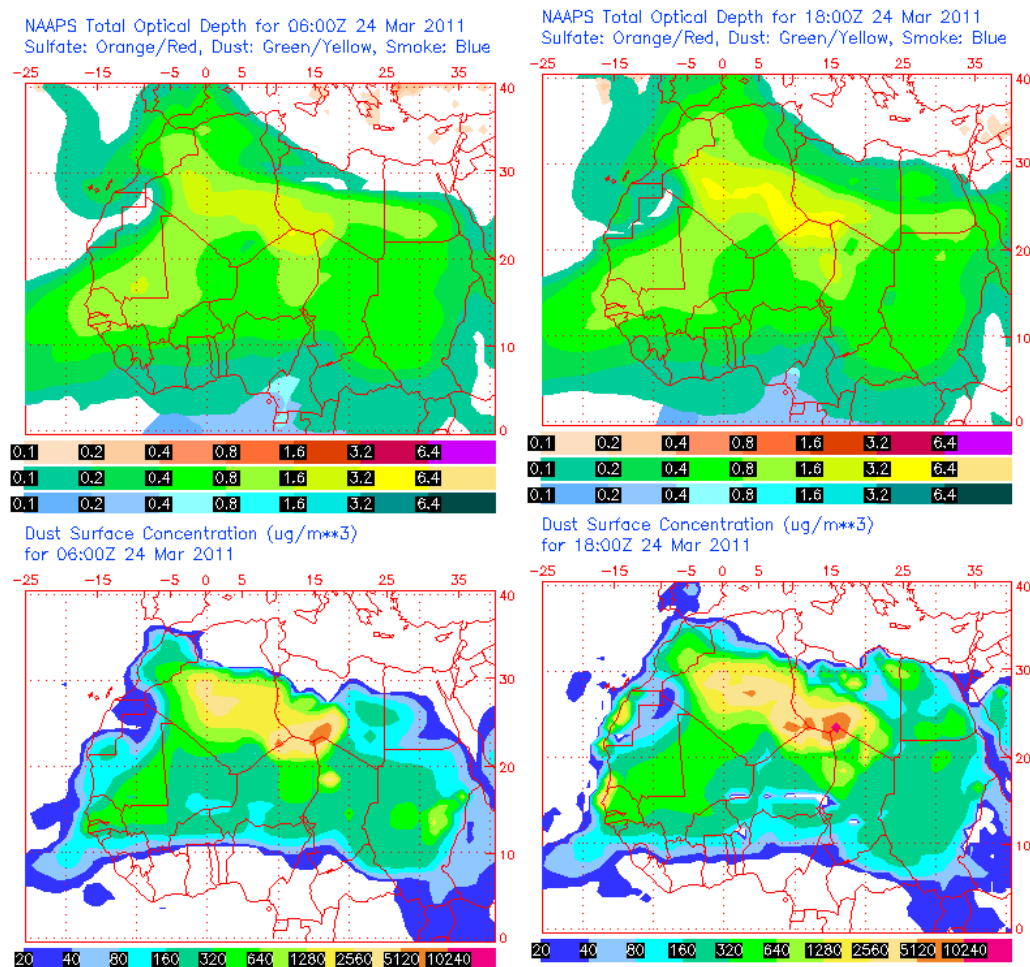 NAAPS Total Optical Depth for 06:00Z 24 Mar 2011
Sulfate: Orange/Red, Dust: Green/Yellow, Smoke: Blue
-25 -15 -5 0 5 15 25 35
40
30
20
10
0
0.1 0.2 0.4 0.8 1.6 3.2 6.4
0.1 0.2 0.4 0.8 1.6 3.2 6.4
0.1 0.2 0.4 0.8 1.6 3.2 6.4
NAAPS Total Optical Depth for 18:00Z 24 Mar 2011
Sulfate: Orange/Red, Dust: Green/Yellow, Smoke: Blue
-25 -15 -5 0 5 15 25 35
40
30
20
10
0
0.1 0.2 0.4 0.8 1.6 3.2 6.4
0.1 0.2 0.4 0.8 1.6 3.2 6.4
0.1 0.2 0.4 0.8 1.6 3.2 6.4
Dust Surface Concentration (ug/m**3)
for 06:00Z 24 Mar 2011
-25 -15 -5 0 5 15 25 35
40
30
20
10
0
20 40 80 160 320 640 1280 2560 5120 10240
Dust Surface Concentration (ug/m**3)
for 18:00Z 24 Mar 2011
-25 -15 -5 0 5 15 25 35
40
30
20
10
0
20 40 80 160 320 640 1280 2560 5120 10240